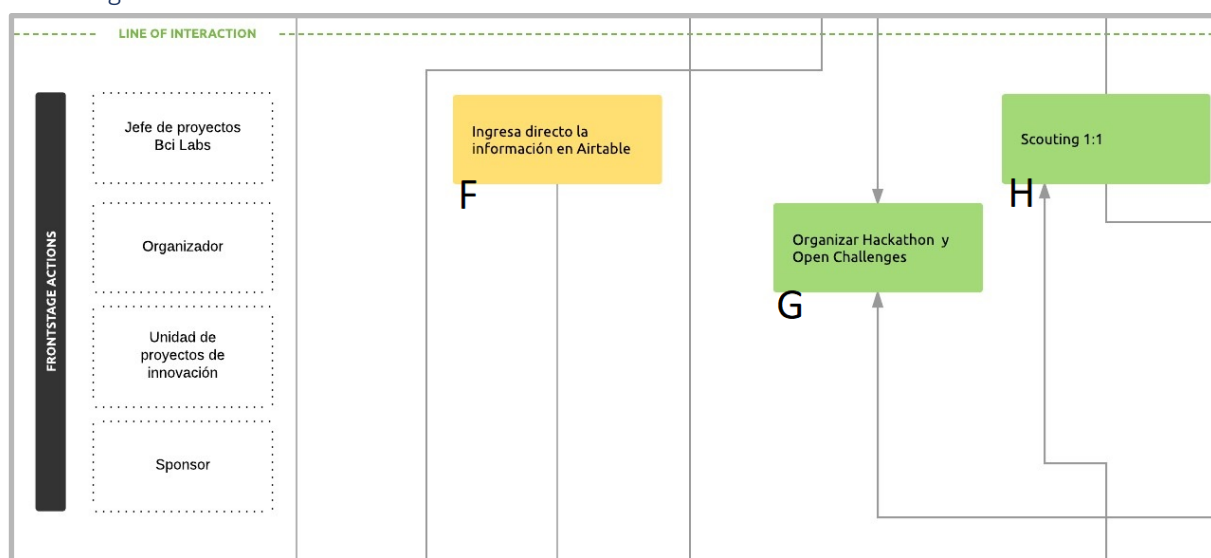 LINE OF INTERACTION
FRONTSTAGE ACTIONS
Jefe de proyectos
Bci Labs
Organizador
Unidad de
proyectos de
innovación
Sponsor
Ingresa directo la
información en Airtable
F
Organizar Hackathon y
Open Challenges
G
Scouting 1:1
H